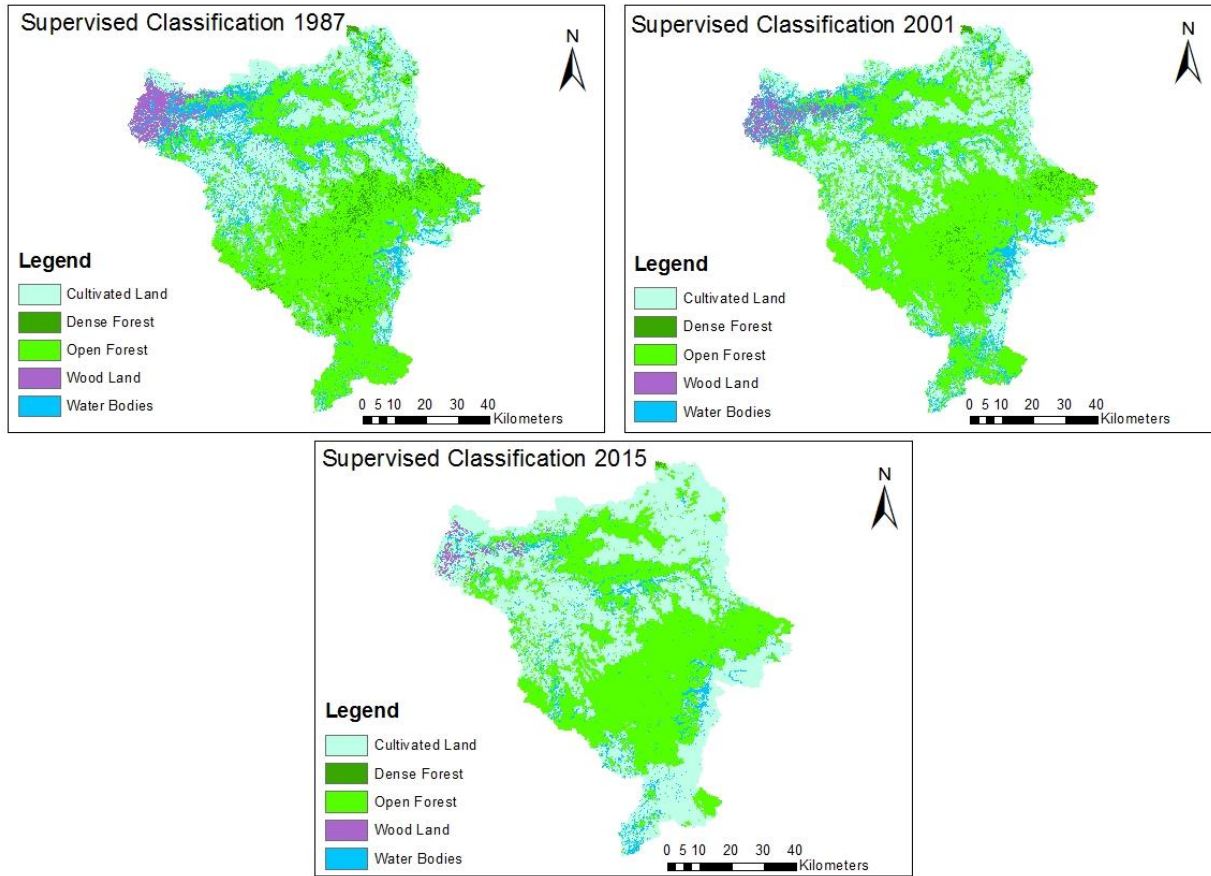 Supervised Classification 1987
N
Legend
Cultivated Land
Dense Forest
Open Forest
Wood Land
Water Bodies
0 5 10 20 30 40
Kilometers
Supervised Classification 2001
N
Legend
Cultivated Land
Dense Forest
Open Forest
Wood Land
Water Bodies
0 5 10 20 30 40
Kilometers
Supervised Classification 2015
N
Legend
Cultivated Land
Dense Forest
Open Forest
Wood Land
Water Bodies
0 5 10 20 30 40
Kilometers